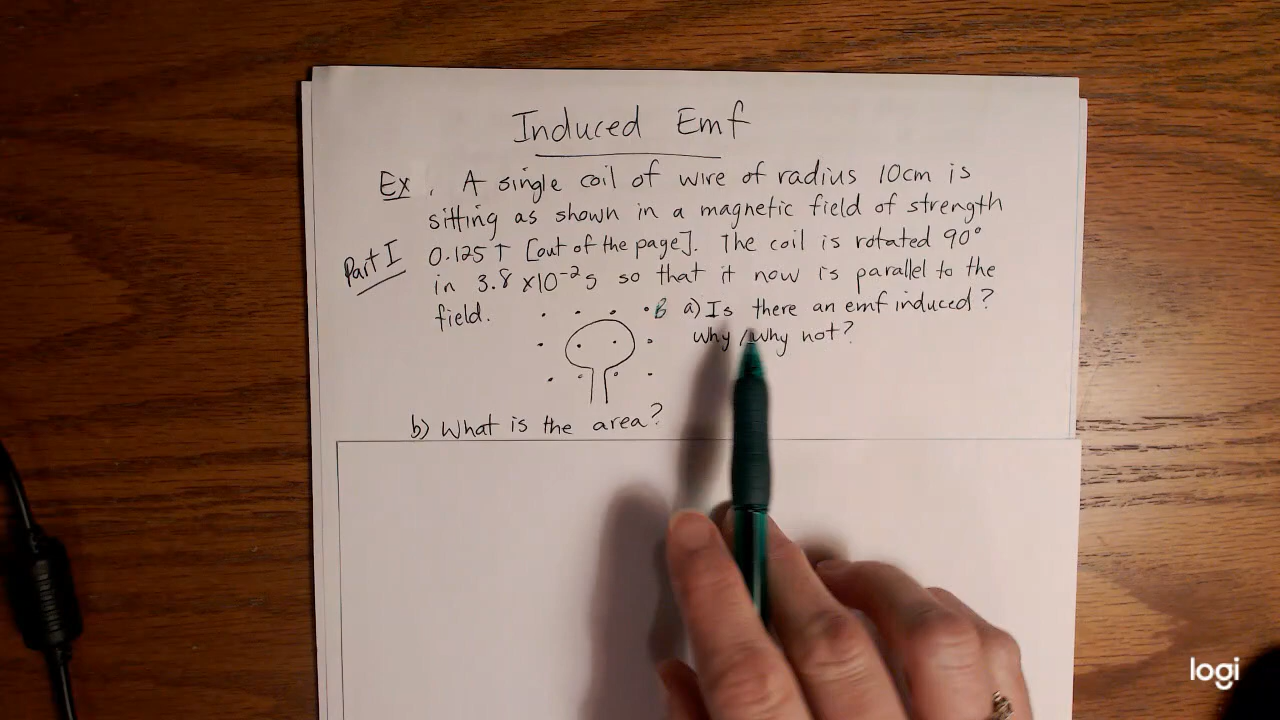 Induced Emf
Ex. A single coil of wire of radius 10cm is
sitting as shown in a magnetic field of strength
Part I 0.125T [out of the page]. The coil is rotated 90°
in 3.8 x10⁻²s so that it now is parallel to the
field.
B a) Is there an emf induced?
Why/why not?
b) What is the area?
logi